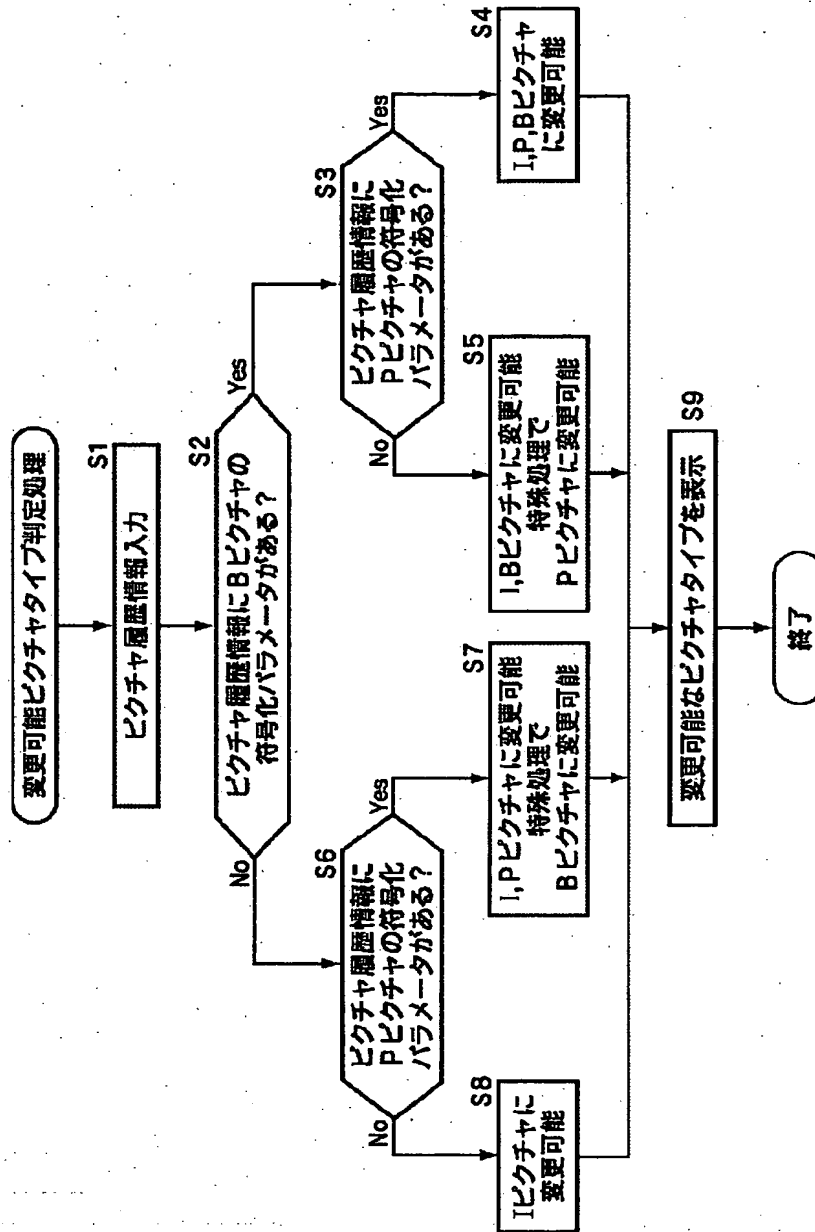 変更可能ピクチャタイプ判定処理
S1
ピクチャ履歴情報入力
S2
ピクチャ履歴情報にBピクチャの
符号化パラメータがある?
Yes
No
S3
ピクチャ履歴情報に
Pピクチャの符号化
パラメータがある?
Yes
No
S4
I,P,Bピクチャ
に変更可能
S5
I,Bピクチャに変更可能
特殊処理で
Pピクチャに変更可能
S6
ピクチャ履歴情報に
Pピクチャの符号化
パラメータがある?
Yes
No
S7
I,Pピクチャに変更可能
特殊処理で
Bピクチャに変更可能
S8
Iピクチャに
変更可能
S9
変更可能なピクチャタイプを表示
終了